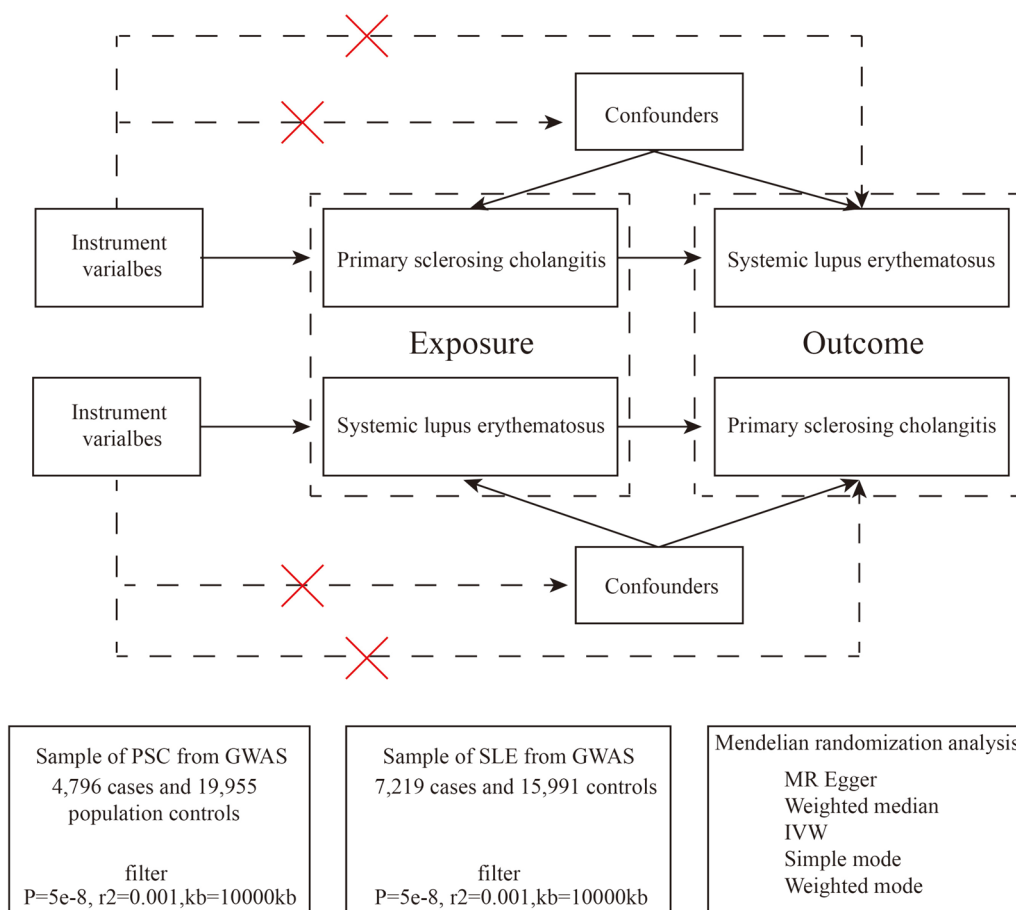 Confounders
Instrument
varialbes
Primary sclerosing cholangitis
Systemic lupus erythematosus
Exposure
Outcome
Instrument
varialbes
Systemic lupus erythematosus
Primary sclerosing cholangitis
Confounders
Sample of PSC from GWAS
4,796 cases and 19,955
population controls
filter
P=5e-8, r2=0.001,kb=10000kb
Sample of SLE from GWAS
7,219 cases and 15,991 controls
filter
P=5e-8, r2=0.001,kb=10000kb
Mendelian randomization analysis
MR Egger
Weighted median
IVW
Simple mode
Weighted mode